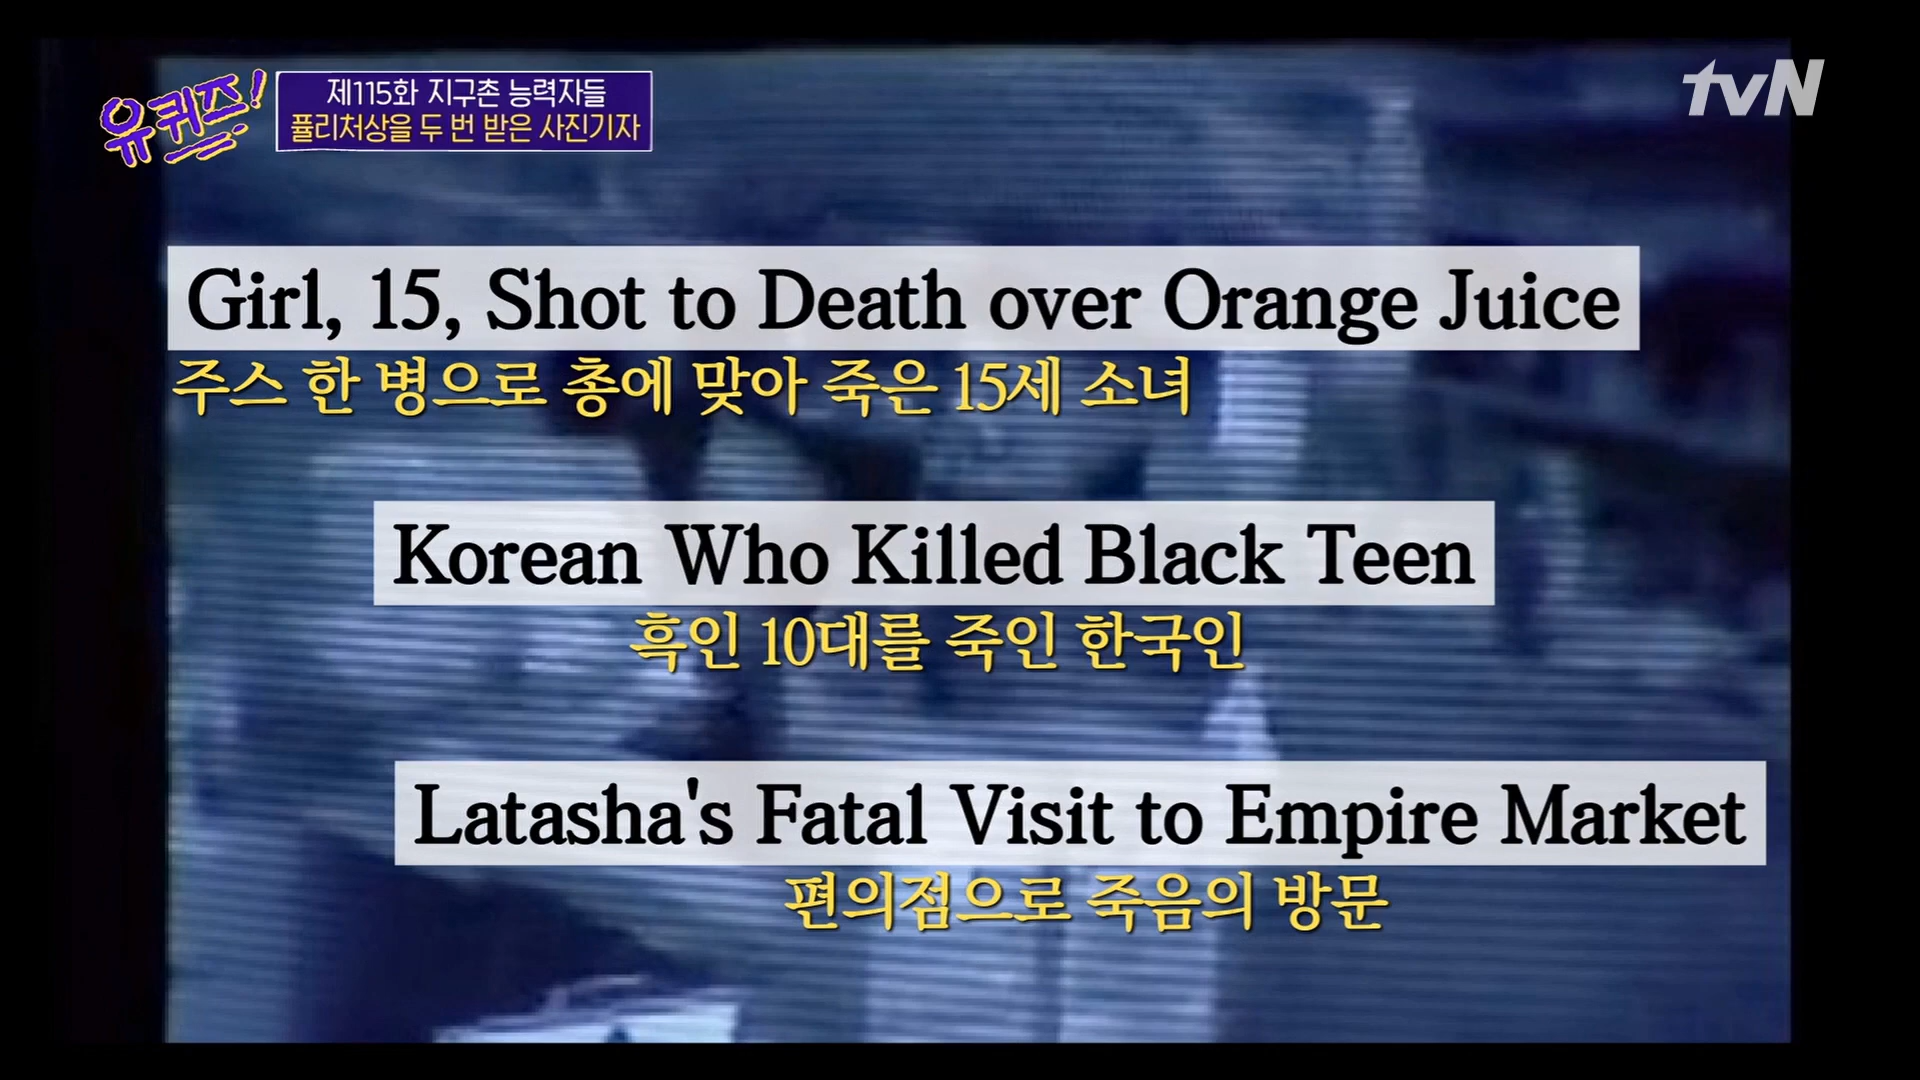 유퀴즈!
제115화 지구촌 능력자들
퓰리처상을 두 번 받은 사진기자
tvN
Girl, 15, Shot to Death over Orange Juice
주스 한 병으로 총에 맞아 죽은 15세 소녀
Korean Who Killed Black Teen
흑인 10대를 죽인 한국인
Latasha's Fatal Visit to Empire Market
편의점으로 죽음의 방문